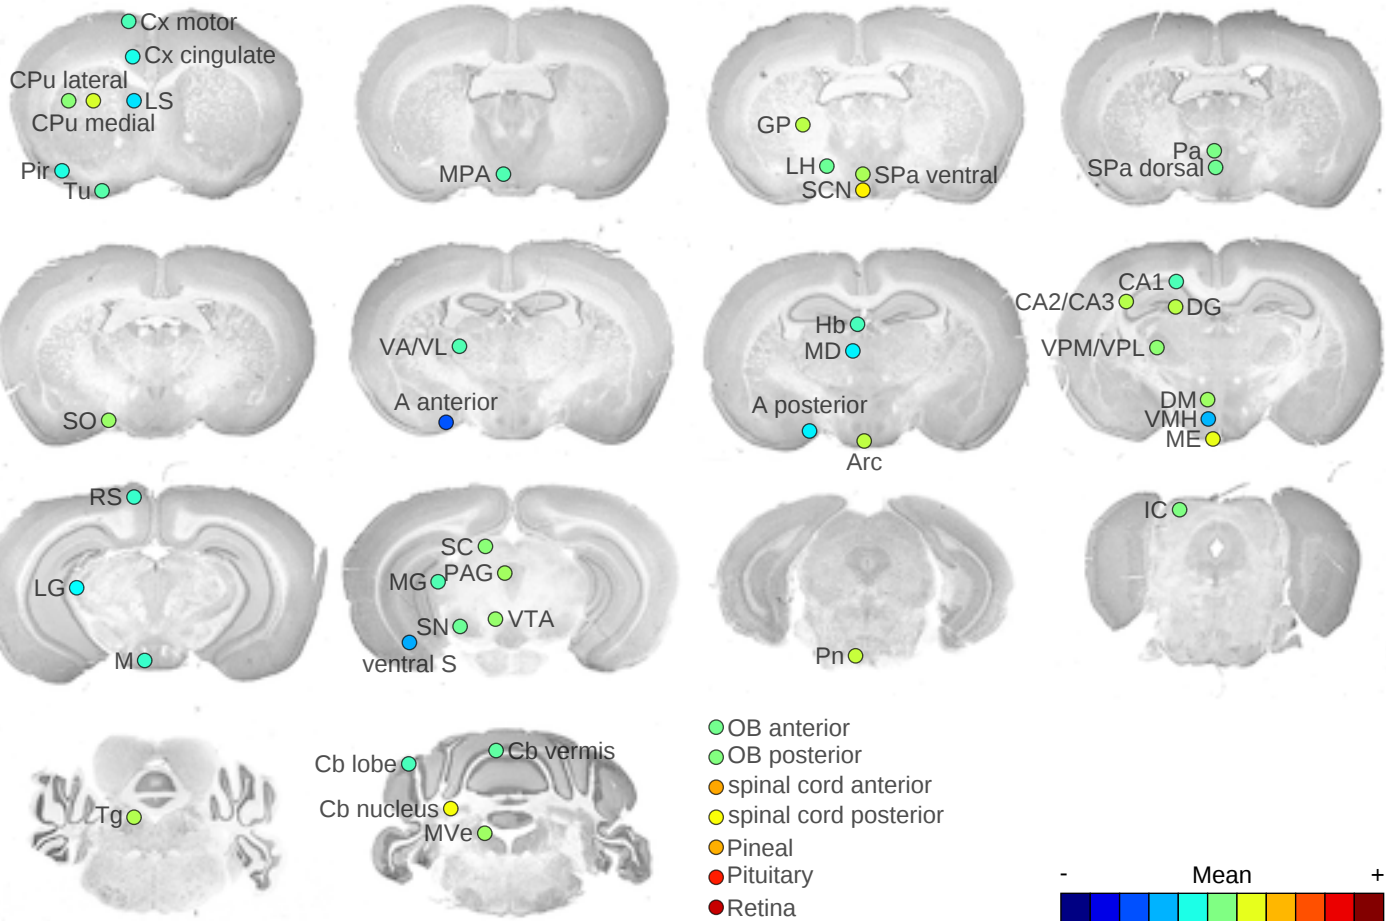 Cx motor
Cx cingulate
CPu lateral
LS
CPu medial
Pir
Tu
MPA
GP
LH
SPa ventral
SCN
Pa
SPa dorsal
SO
VA/VL
A anterior
Hb
MD
A posterior
Arc
CA1
CA2/CA3
DG
VPM/VPL
DM
VMH
ME
RS
LG
M
SC
PAG
MG
VTA
SN
ventral S
Pn
IC
Tg
Cb vermis
Cb lobe
Cb nucleus
MVe
OB anterior
OB posterior
spinal cord anterior
spinal cord posterior
Pineal
Pituitary
Retina
- Mean +